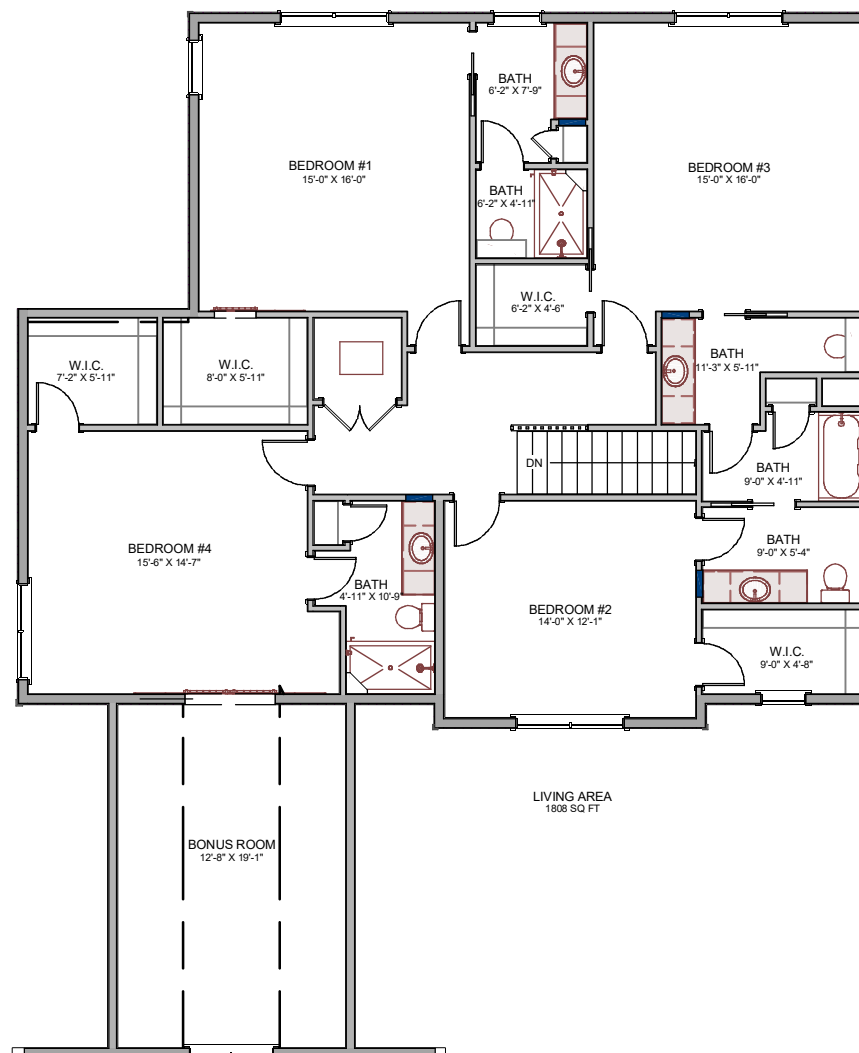 BATH
6'-2" X 7'-9"
BEDROOM #1
15'-0" X 16'-0"
BEDROOM #3
15'-0" X 16'-0"
BATH
6'-2" X 4'-11"
W.I.C.
6'-2" X 4'-6"
W.I.C.
7'-2" X 5'-11"
W.I.C.
8'-0" X 5'-11"
BATH
11'-3" X 5'-11"
DN
BATH
9'-0" X 4'-11"
BEDROOM #4
15'-6" X 14'-7"
BATH
9'-0" X 5'-4"
BATH
4'-11" X 10'-9"
BEDROOM #2
14'-0" X 12'-1"
W.I.C.
9'-0" X 4'-8"
LIVING AREA
1808 SQ FT
BONUS ROOM
12'-8" X 19'-1"